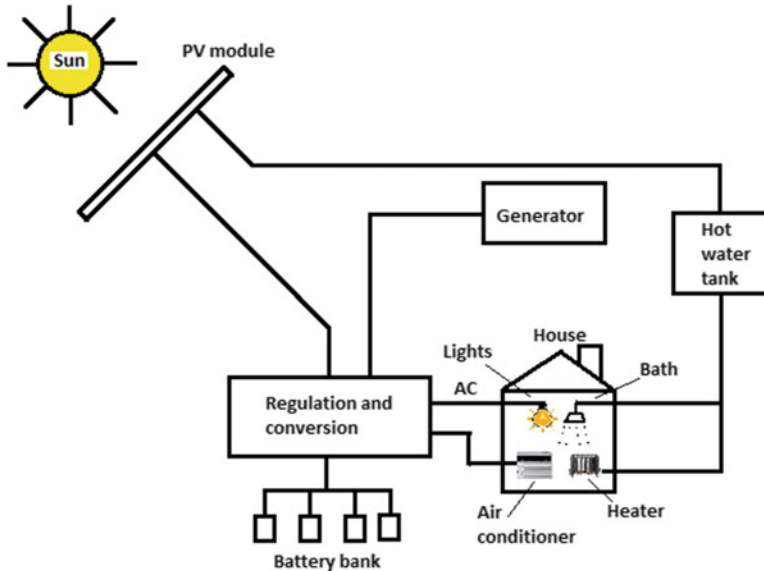 Sun
PV module
Generator
Hot
water
tank
House
Lights
Bath
AC
Regulation and
conversion
Air
conditioner
Heater
Battery bank